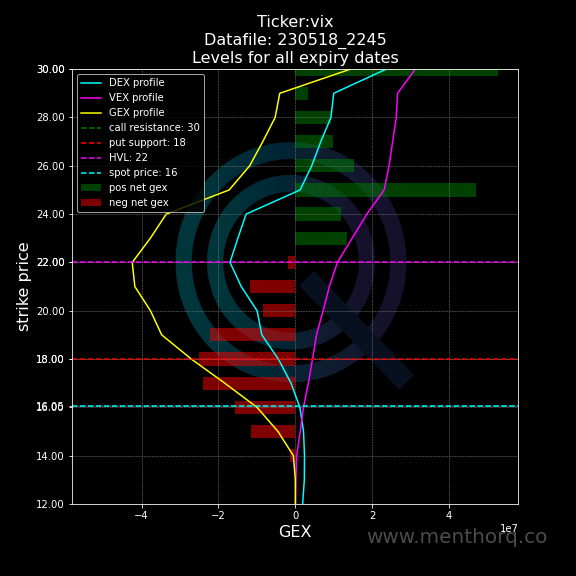 Ticker:vix
Datafile: 230518_2245
Levels for all expiry dates
30.00
28.00
26.00
24.00
22.00
20.00
18.00
16.05
14.00
12.00
strike price
DEX profile
VEX profile
GEX profile
call resistance: 30
put support: 18
HVL: 22
spot price: 16
pos net gex
neg net gex
−4
−2
0
2
4
1e7
GEX
www.menthorq.co